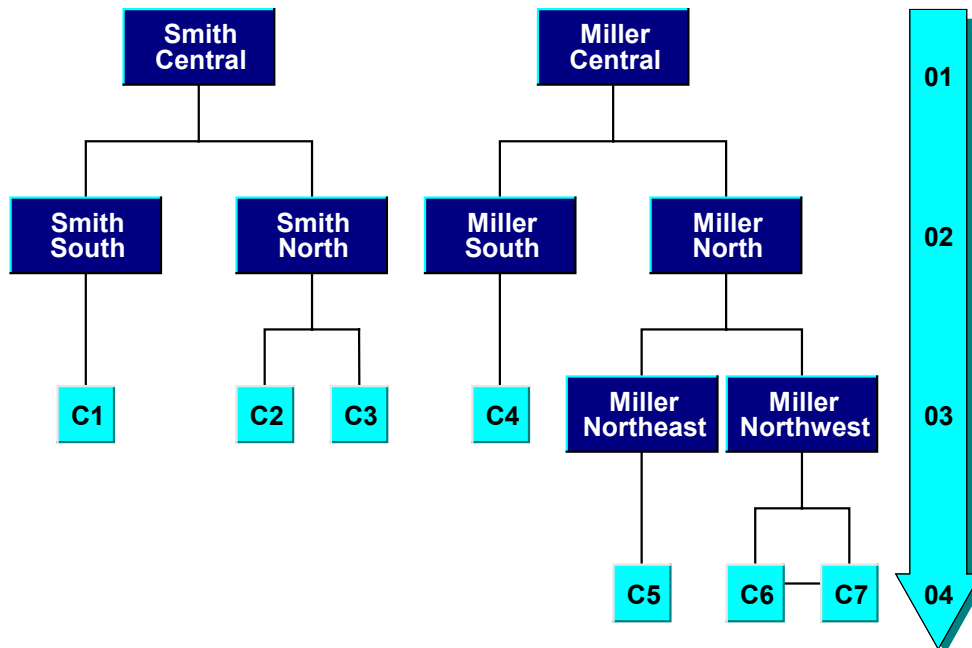 Smith
Central
Miller
Central
01
Smith
South
Smith
North
Miller
South
Miller
North
02
C1
C2
C3
C4
Miller
Northeast
Miller
Northwest
03
C5
C6
C7
04